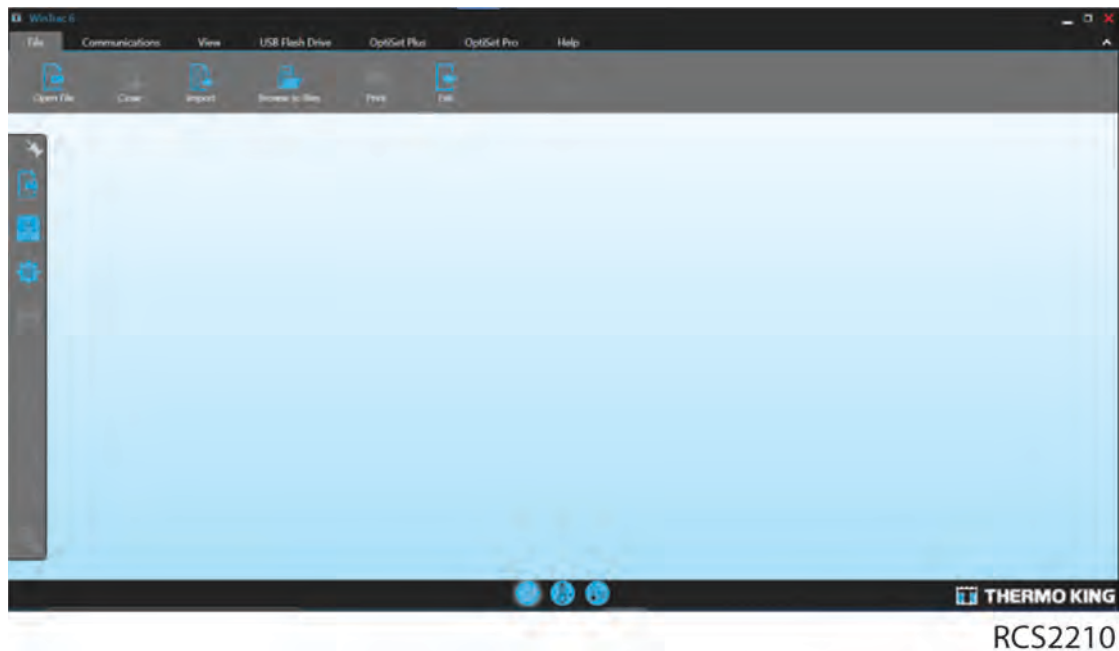 WinTrac 6
File Communications View USB Flash Drive OptiSet Plus OptiSet Pro Help
Open File Close Import Browse to files Print Exit
THERMO KING
RCS2210